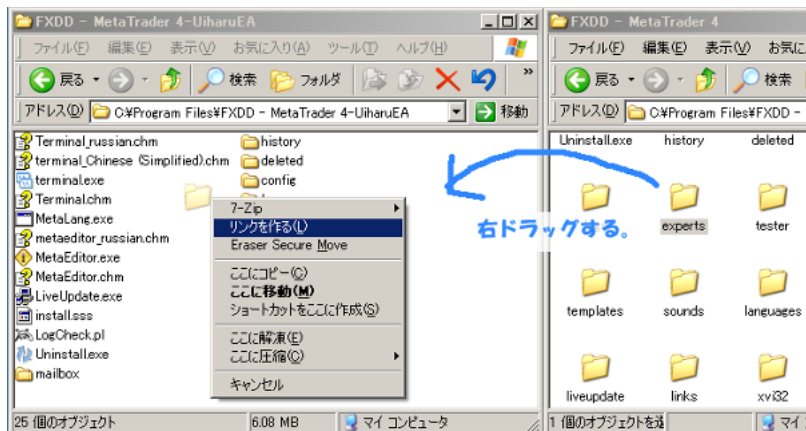 FXDD - MetaTrader 4-UiharuEA
ファイル(F) 編集(E) 表示(V) お気に入り(A) ツール(T) ヘルプ(H)
戻る 検索 フォルダ »
アドレス(D) C:¥Program Files¥FXDD - MetaTrader 4-UiharuEA 移動
Terminal_russian.chm
terminal_Chinese (Simplified).chm
terminal.exe
Terminal.chm
MetaLang.exe
metaeditor_russian.chm
MetaEditor.exe
MetaEditor.chm
LiveUpdate.exe
install.sss
LogCheck.pl
Uninstall.exe
mailbox
history
deleted
config
7-Zip
リンクを作る(L)
Eraser Secure Move
ここにコピー(C)
ここに移動(M)
ショートカットをここに作成(S)
ここに解凍(E)
ここに圧縮(C)
キャンセル
25 個のオブジェクト 6.08 MB マイ コンピュータ
FXDD - MetaTrader 4
ファイル(F) 編集(E) 表示(V) お気に
戻る 検索
アドレス(D) C:¥Program Files¥FXDD -
Uninstall.exe history deleted
右ドラッグする。
experts tester
templates sounds languages
liveupdate links xvi32
1 個のオブジェクトを マイ